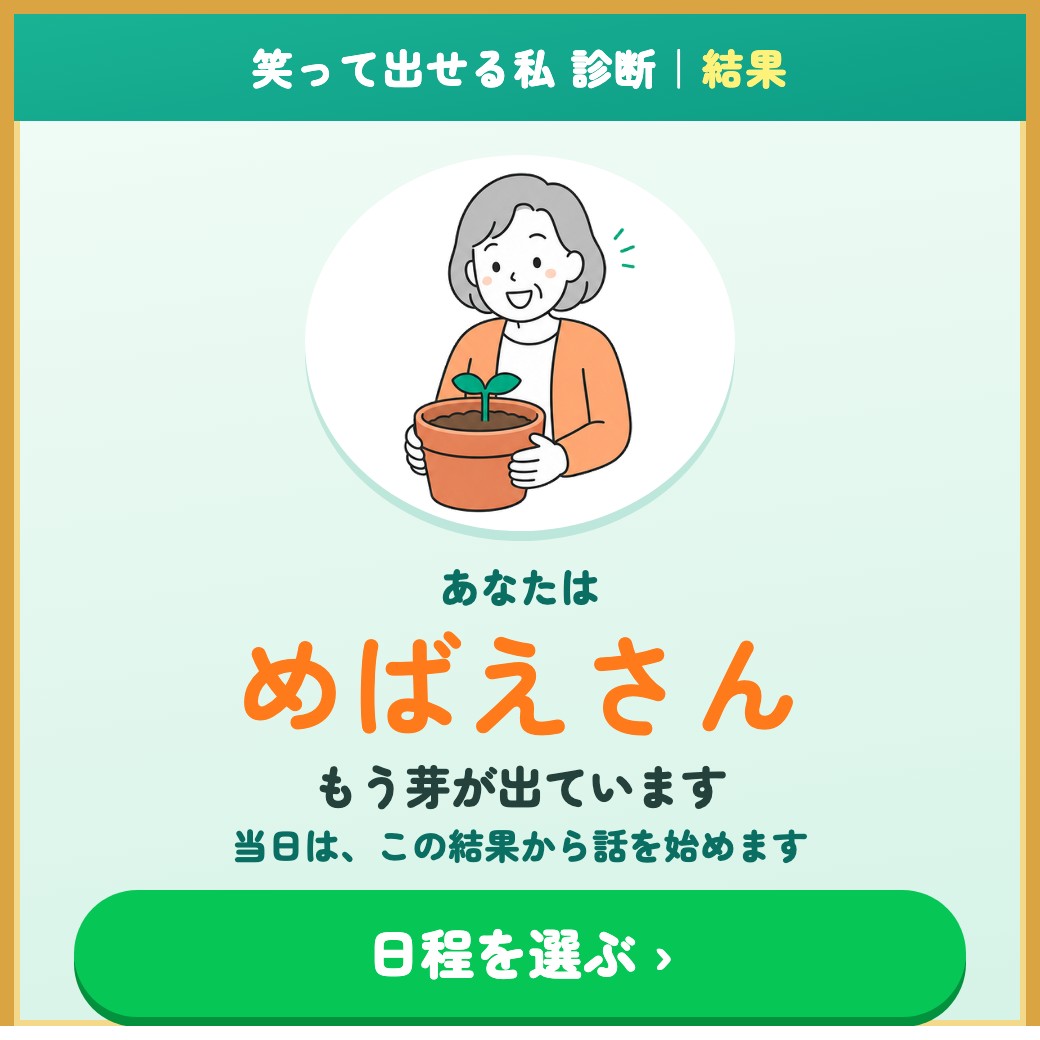 笑って出せる私 診断｜結果
あなたは
めばえさん
もう芽が出ています
当日は、この結果から話を始めます
日程を選ぶ ›